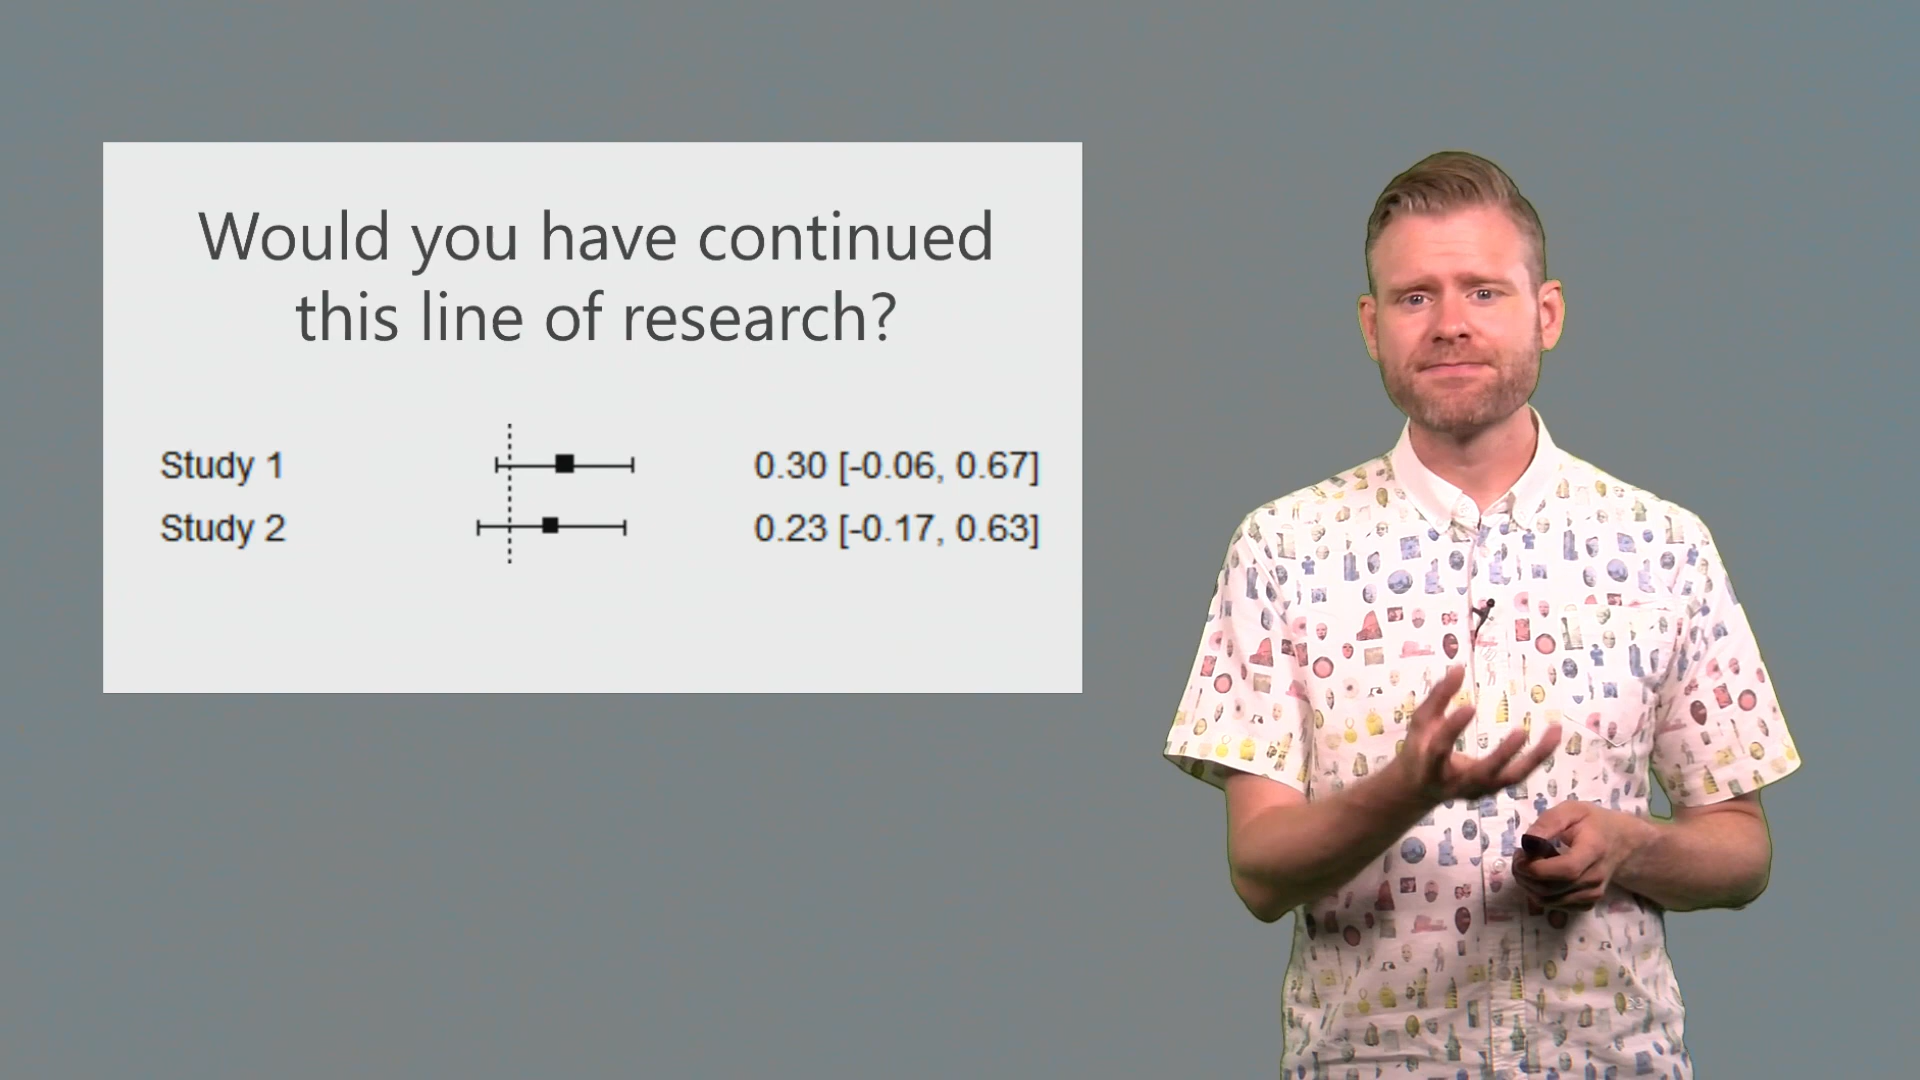 Would you have continued
this line of research?
Study 1 0.30 [-0.06, 0.67]
Study 2 0.23 [-0.17, 0.63]